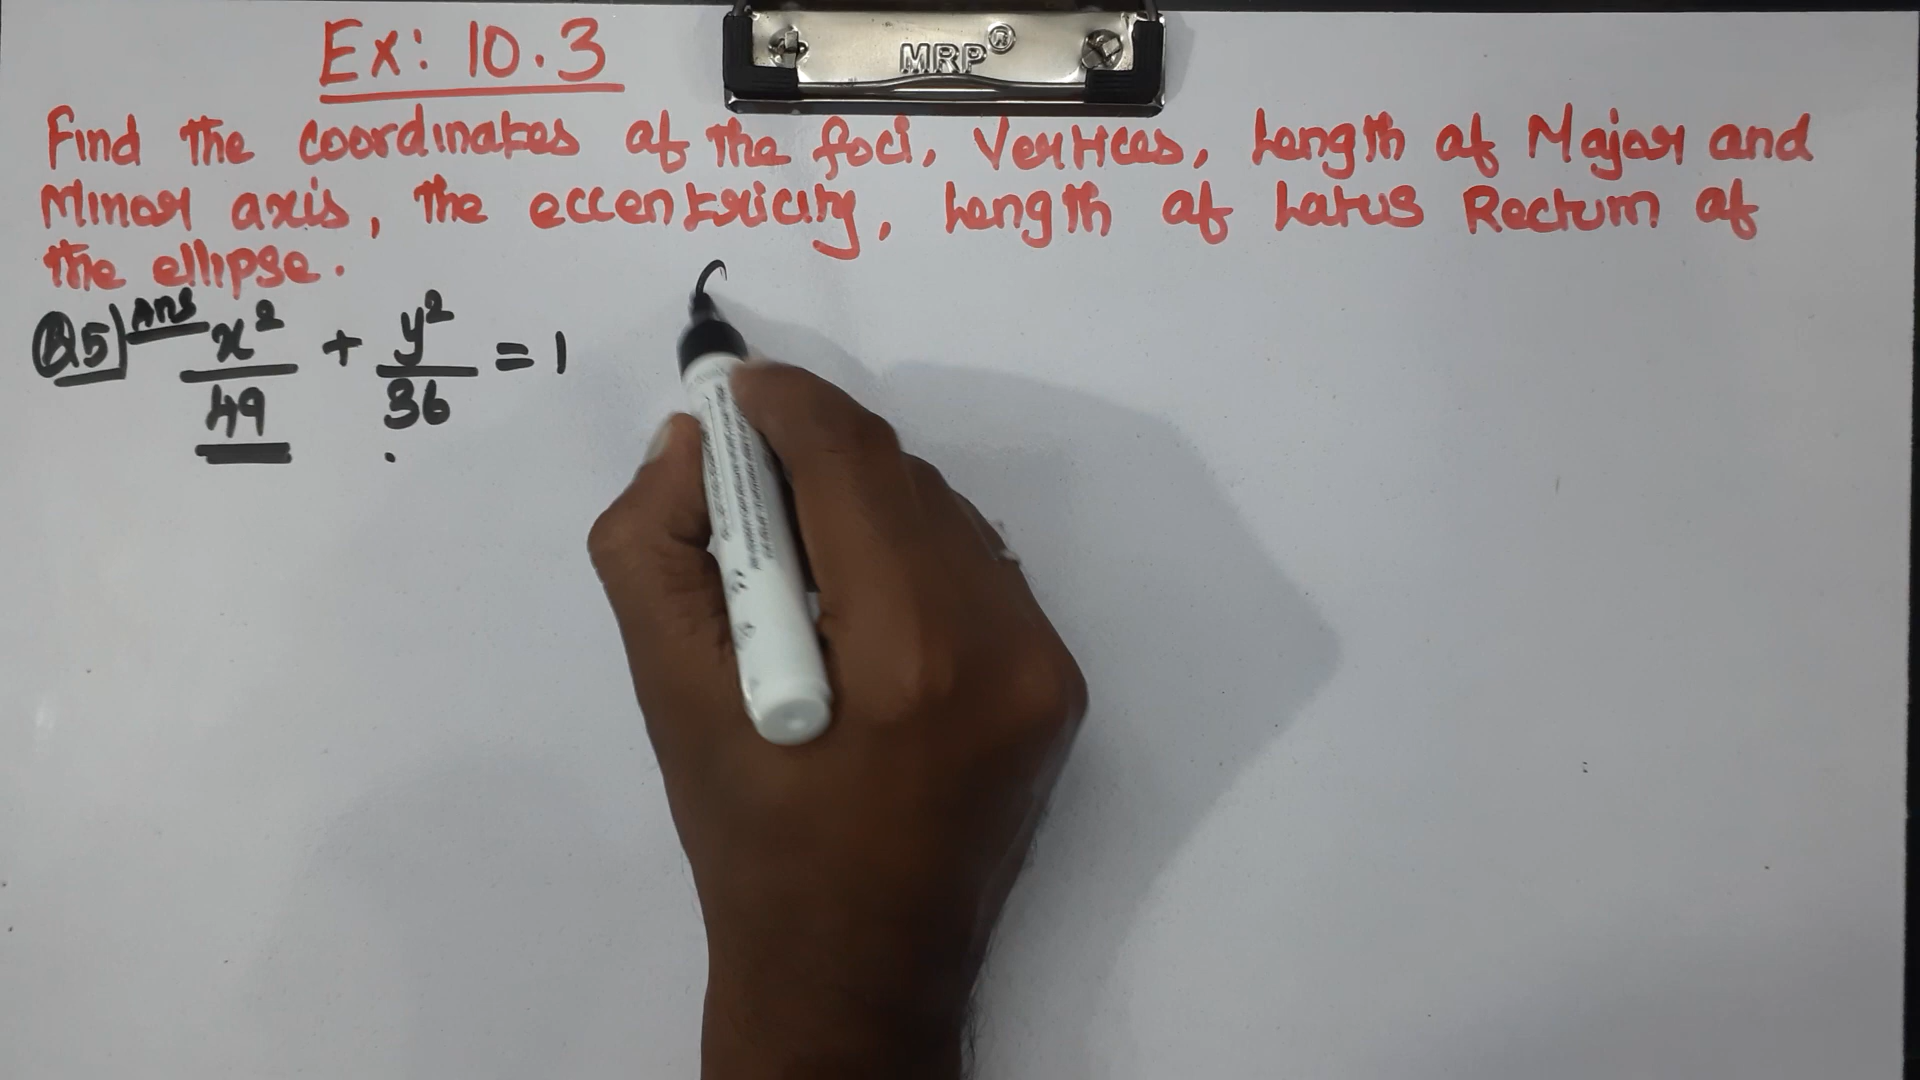 MRP®
Ex: 10.3
Find the coordinates of the foci, Vertices, Length of Major and
Minor axis, the eccentricity, Length of Latus Rectum of
the ellipse.
Q5) Ans x²/49 + y²/36 = 1